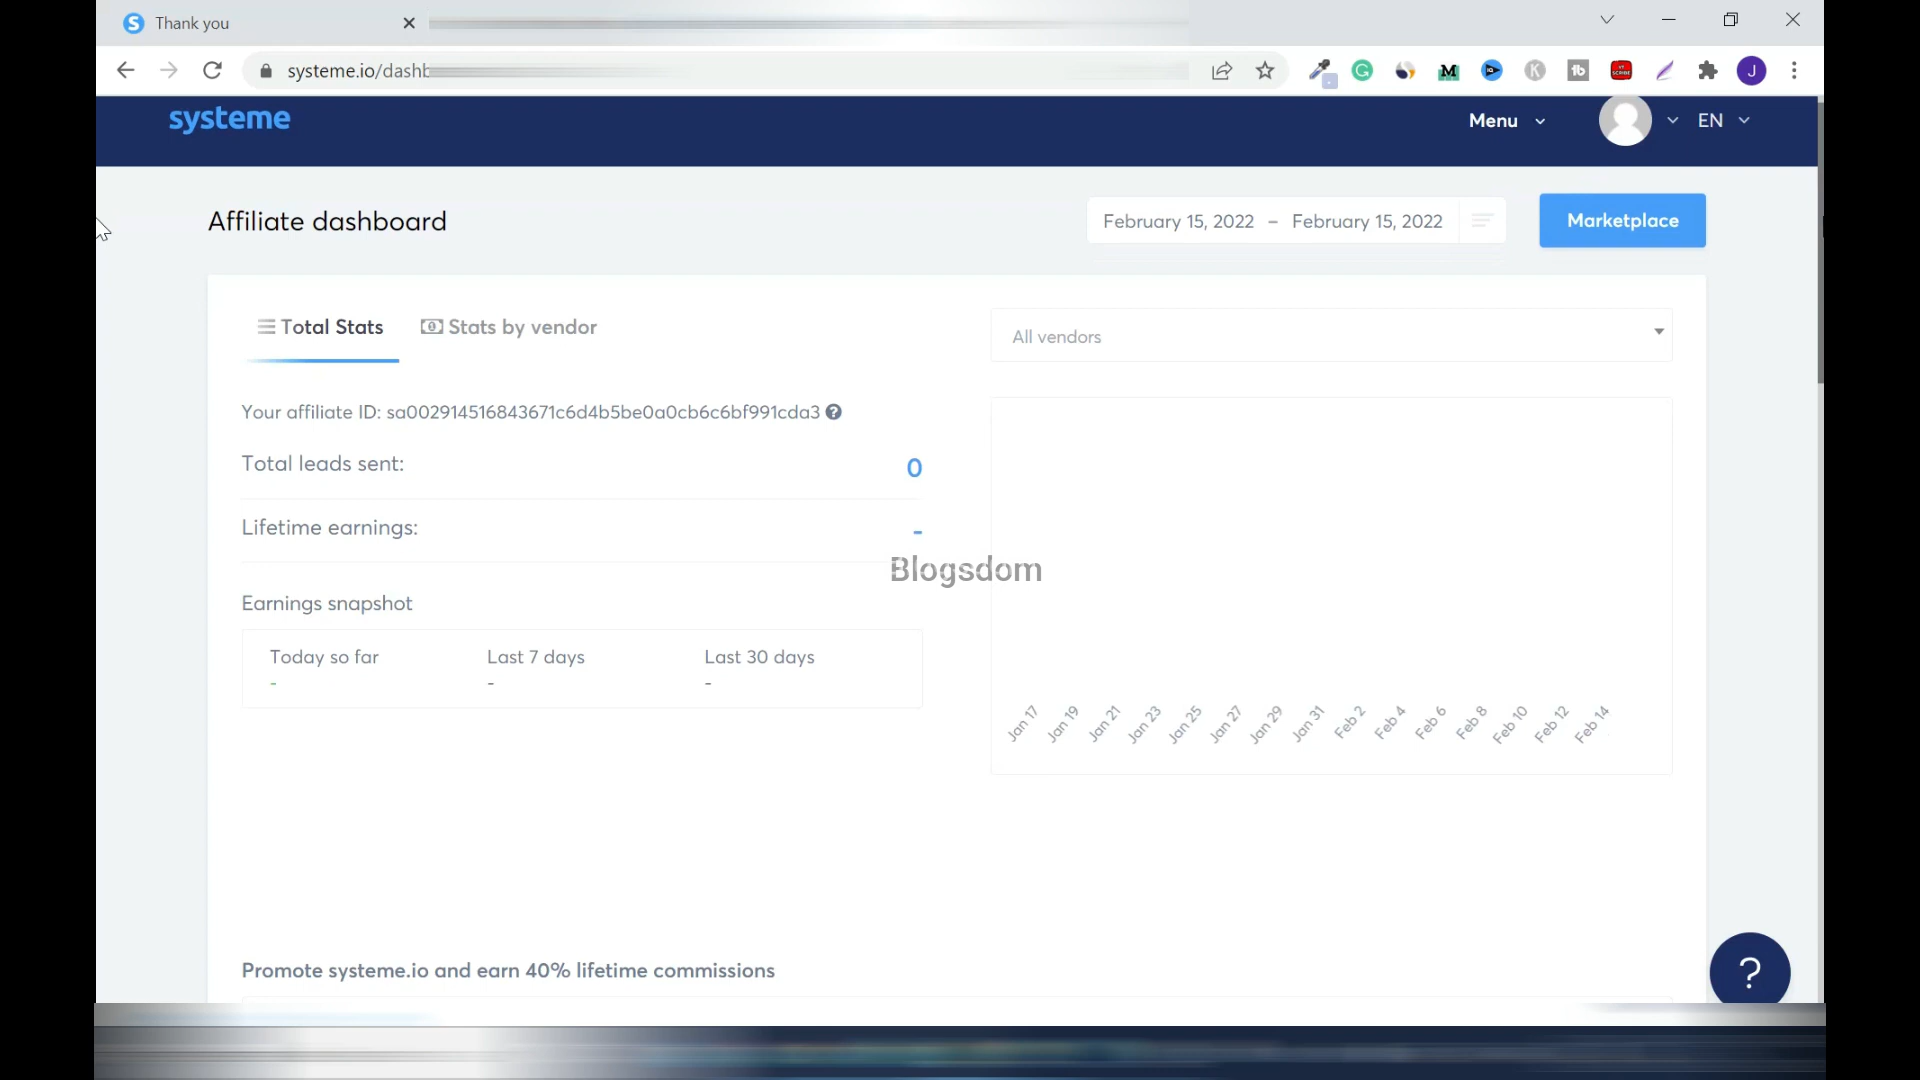 Thank you
systeme.io/dashb
systeme
Menu
EN
Affiliate dashboard
February 15, 2022 – February 15, 2022
Marketplace
Total Stats
Stats by vendor
All vendors
Your affiliate ID: sa002914516843671c6d4b5be0a0cb6c6bf991cda3
Total leads sent:
0
Lifetime earnings:
-
Blogsdom
Earnings snapshot
Today so far
Last 7 days
Last 30 days
-
-
-
Jan 17
Jan 19
Jan 21
Jan 23
Jan 25
Jan 27
Jan 29
Jan 31
Feb 2
Feb 4
Feb 6
Feb 8
Feb 10
Feb 12
Feb 14
Promote systeme.io and earn 40% lifetime commissions
?